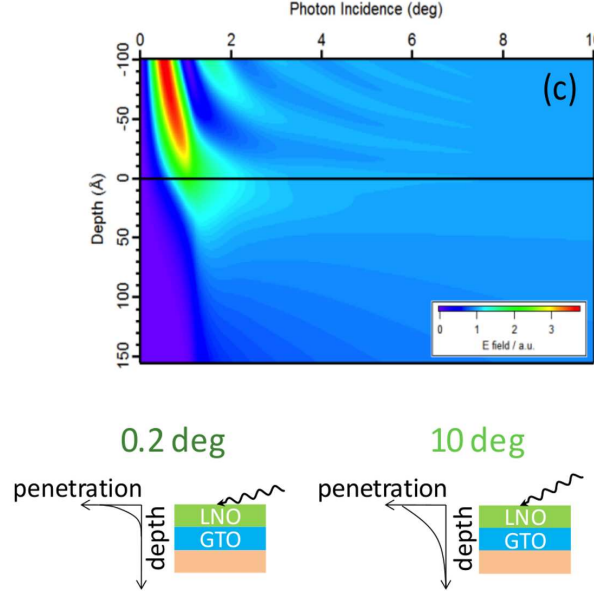 Photon Incidence (deg)
0 2 4 6 8 10
(c)
Depth (Å)
-100
-50
0
50
100
150
0 1 2 3
E field / a.u.
0.2 deg
10 deg
penetration
depth
LNO
GTO
penetration
depth
LNO
GTO